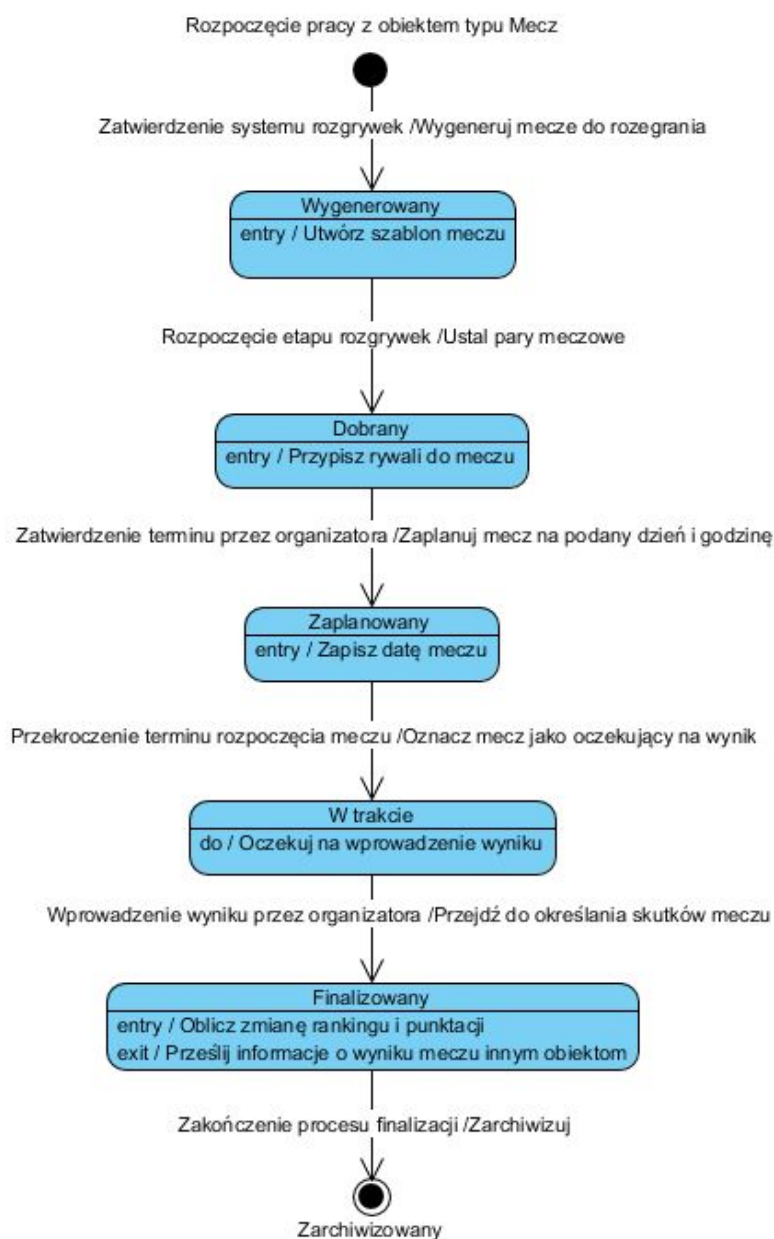 Rozpoczęcie pracy z obiektem typu Mecz
Zatwierdzenie systemu rozgrywek /Wygeneruj mecze do rozegrania
Wygenerowany
entry / Utwórz szablon meczu
Rozpoczęcie etapu rozgrywek /Ustal pary meczowe
Dobrany
entry / Przypisz rywali do meczu
Zatwierdzenie terminu przez organizatora /Zaplanuj mecz na podany dzień i godzinę
Zaplanowany
entry / Zapisz datę meczu
Przekroczenie terminu rozpoczęcia meczu /Oznacz mecz jako oczekujący na wynik
W trakcie
do / Oczekuj na wprowadzenie wyniku
Wprowadzenie wyniku przez organizatora /Przejdź do określania skutków meczu
Finalizowany
entry / Oblicz zmianę rankingu i punktacji
exit / Prześlij informacje o wyniku meczu innym obiektom
Zakończenie procesu finalizacji /Zarchiwizuj
Zarchiwizowany